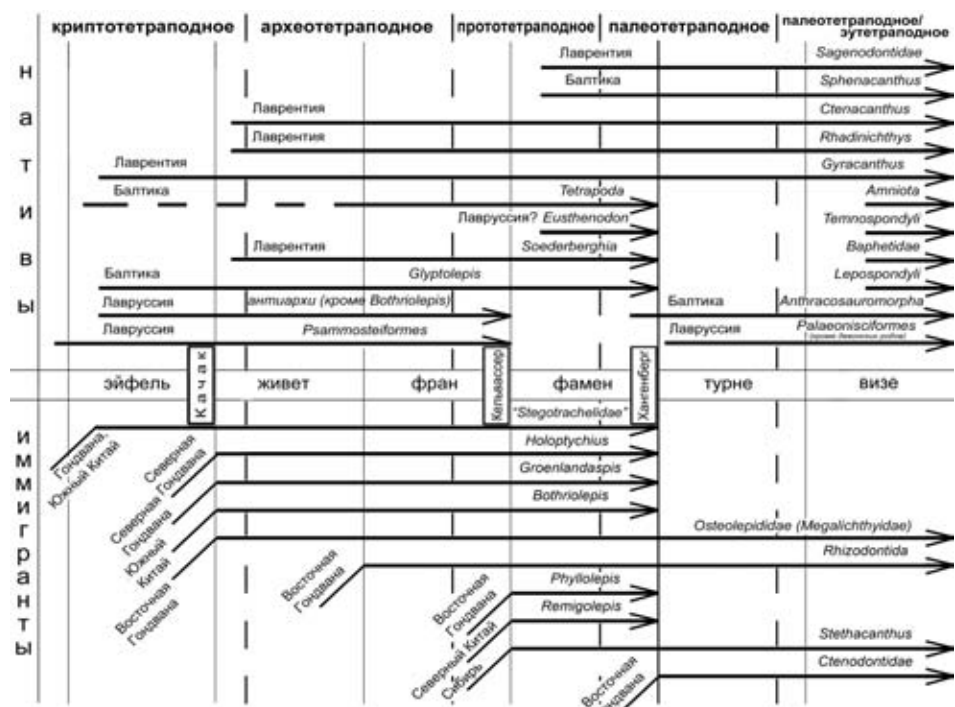 криптотетраподное
археотетраподное
прототетраподное
палеотетраподное
палеотетраподное/
эутетраподное
нативы
Лаврентия
Sagenodontidae
Балтика
Sphenacanthus
Лаврентия
Ctenacanthus
Лаврентия
Rhadinichthys
Лаврентия
Gyracanthus
Балтика
Tetrapoda
Amniota
Лавруссия? Eusthenodon
Temnospondyli
Лаврентия
Soederberghia
Baphetidae
Балтика
Glyptolepis
Lepospondyli
Лавруссия
антиархи (кроме Bothriolepis)
Балтика
Anthracosauromorpha
Лавруссия
Psammosteiformes
Лавруссия
Palaeonisciformes
(кроме девонских родов)
эйфель
Качак
живет
фран
Кельвассер
фамен
Хангенберг
турне
визе
иммигранты
"Stegotrachelidae"
Гондвана,
Южный Китай
Holoptychius
Северная
Гондвана
Groenlandaspis
Северная
Гондвана
Bothriolepis
Южный
Китай
Osteolepididae (Megalichthyidae)
Восточная
Гондвана
Rhizodontida
Восточная
Гондвана
Phyllolepis
Восточная
Гондвана
Remigolepis
Северный Китай
Stethacanthus
Сибирь
Ctenodontidae
Восточная
Гондвана